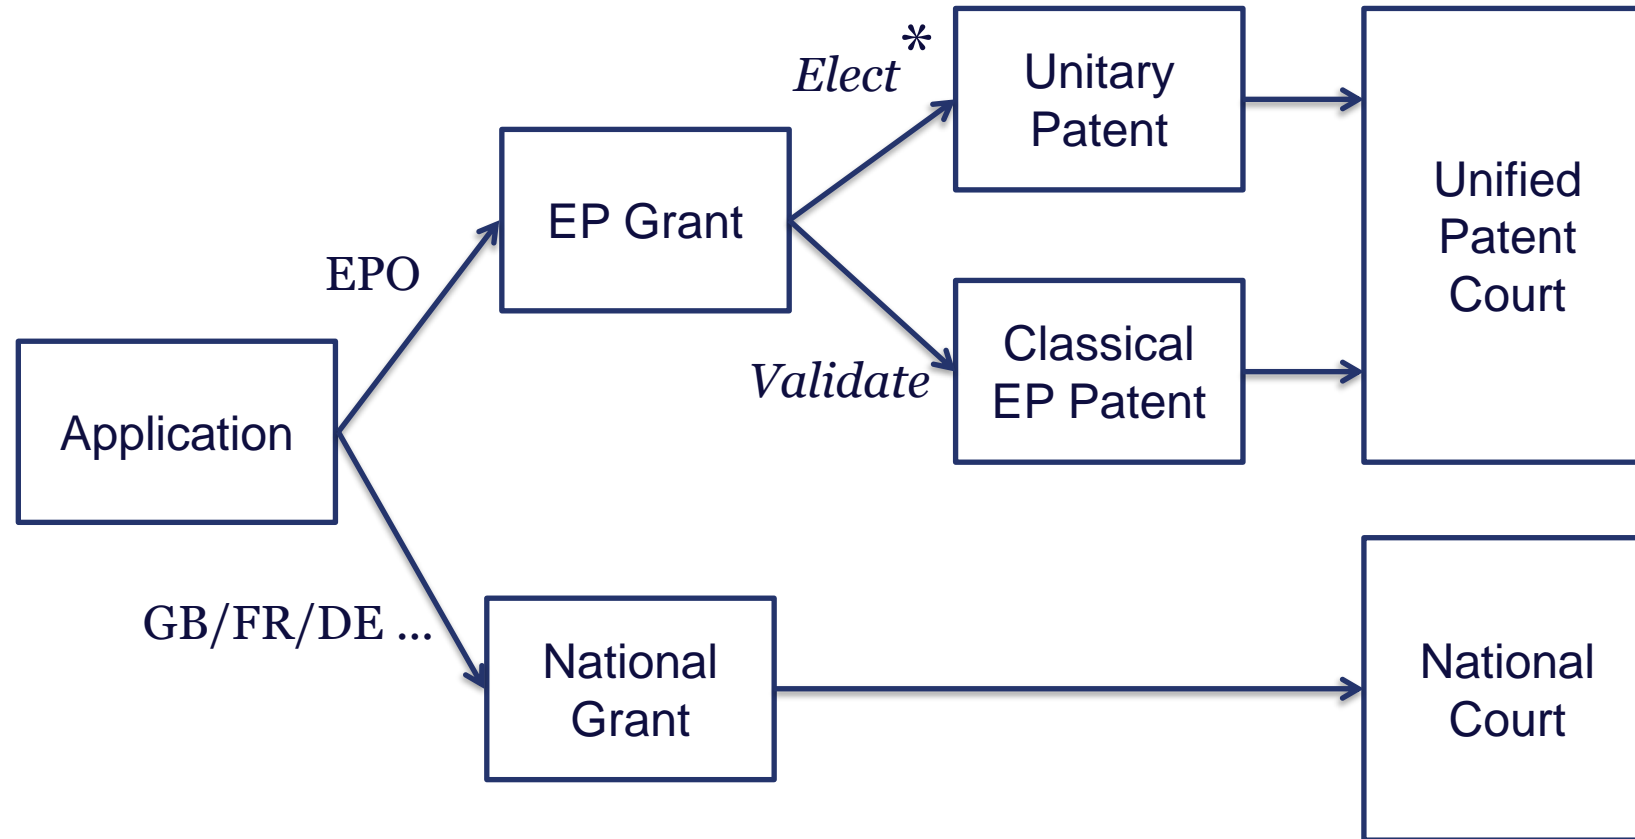 Elect*
Unitary
Patent
Unified
Patent
Court
EP Grant
EPO
Application
Validate
Classical
EP Patent
GB/FR/DE ...
National
Grant
National
Court